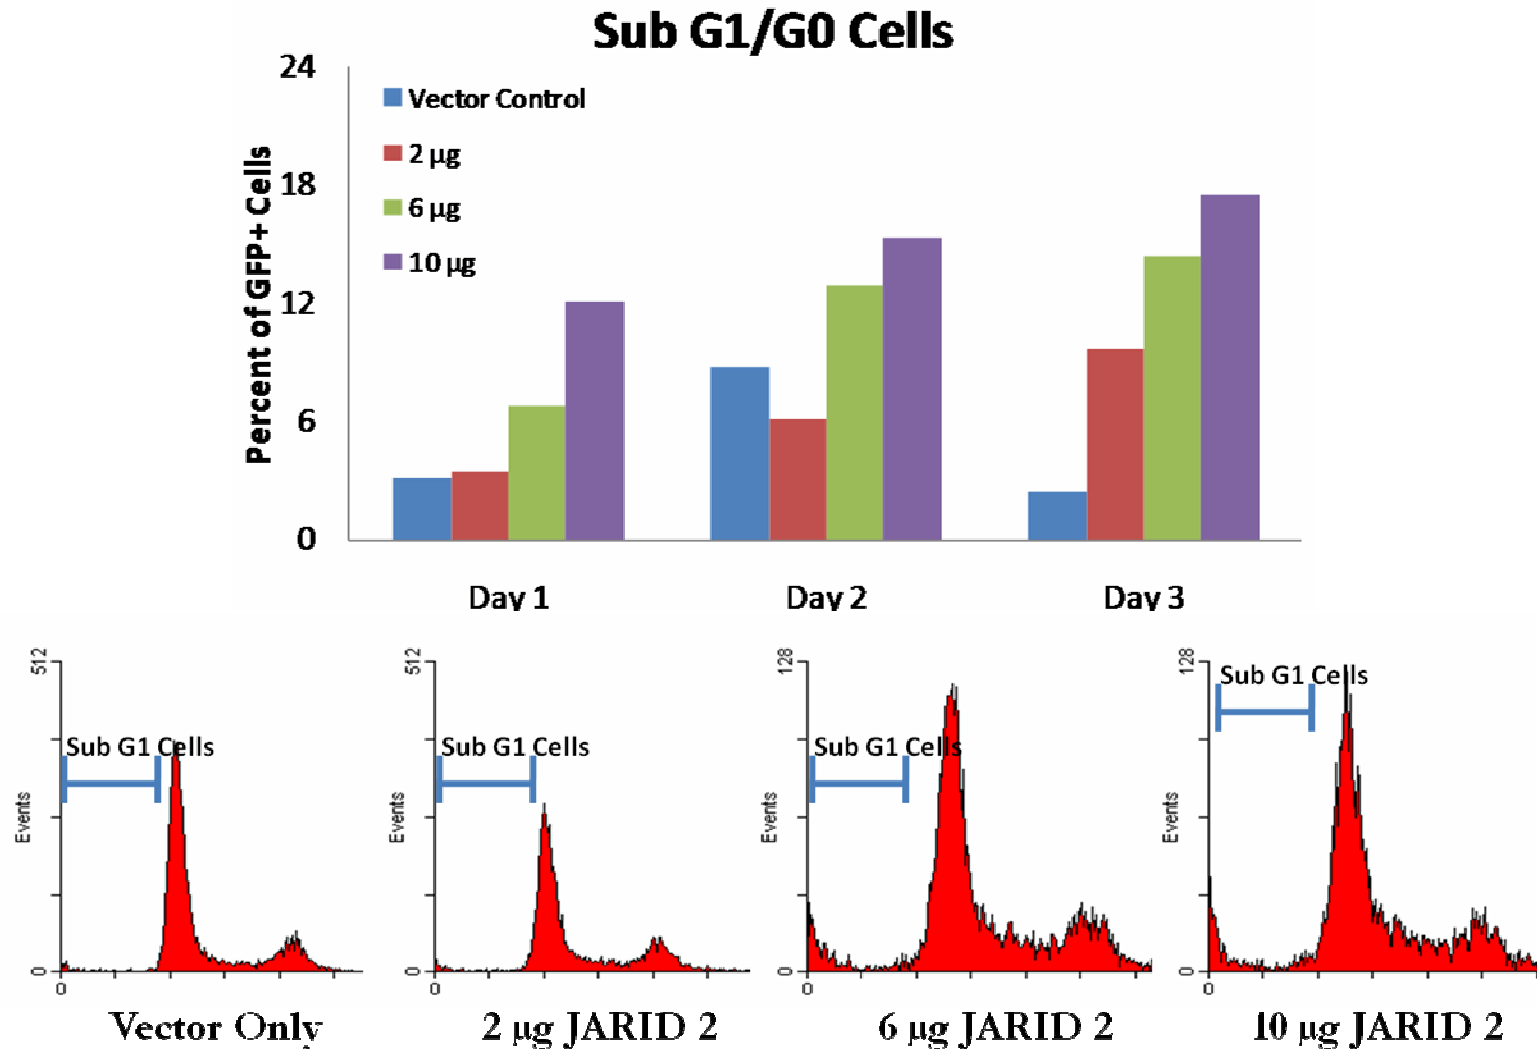 Sub G1/G0 Cells
24
18
12
6
0
Percent of GFP+ Cells
Vector Control
2 µg
6 µg
10 µg
Day 1
Day 2
Day 3
512
Events
0
0
Sub G1 Cells
Vector Only
512
Events
0
0
Sub G1 Cells
2 µg JARID 2
128
Events
0
0
Sub G1 Cells
6 µg JARID 2
128
Events
0
0
Sub G1 Cells
10 µg JARID 2